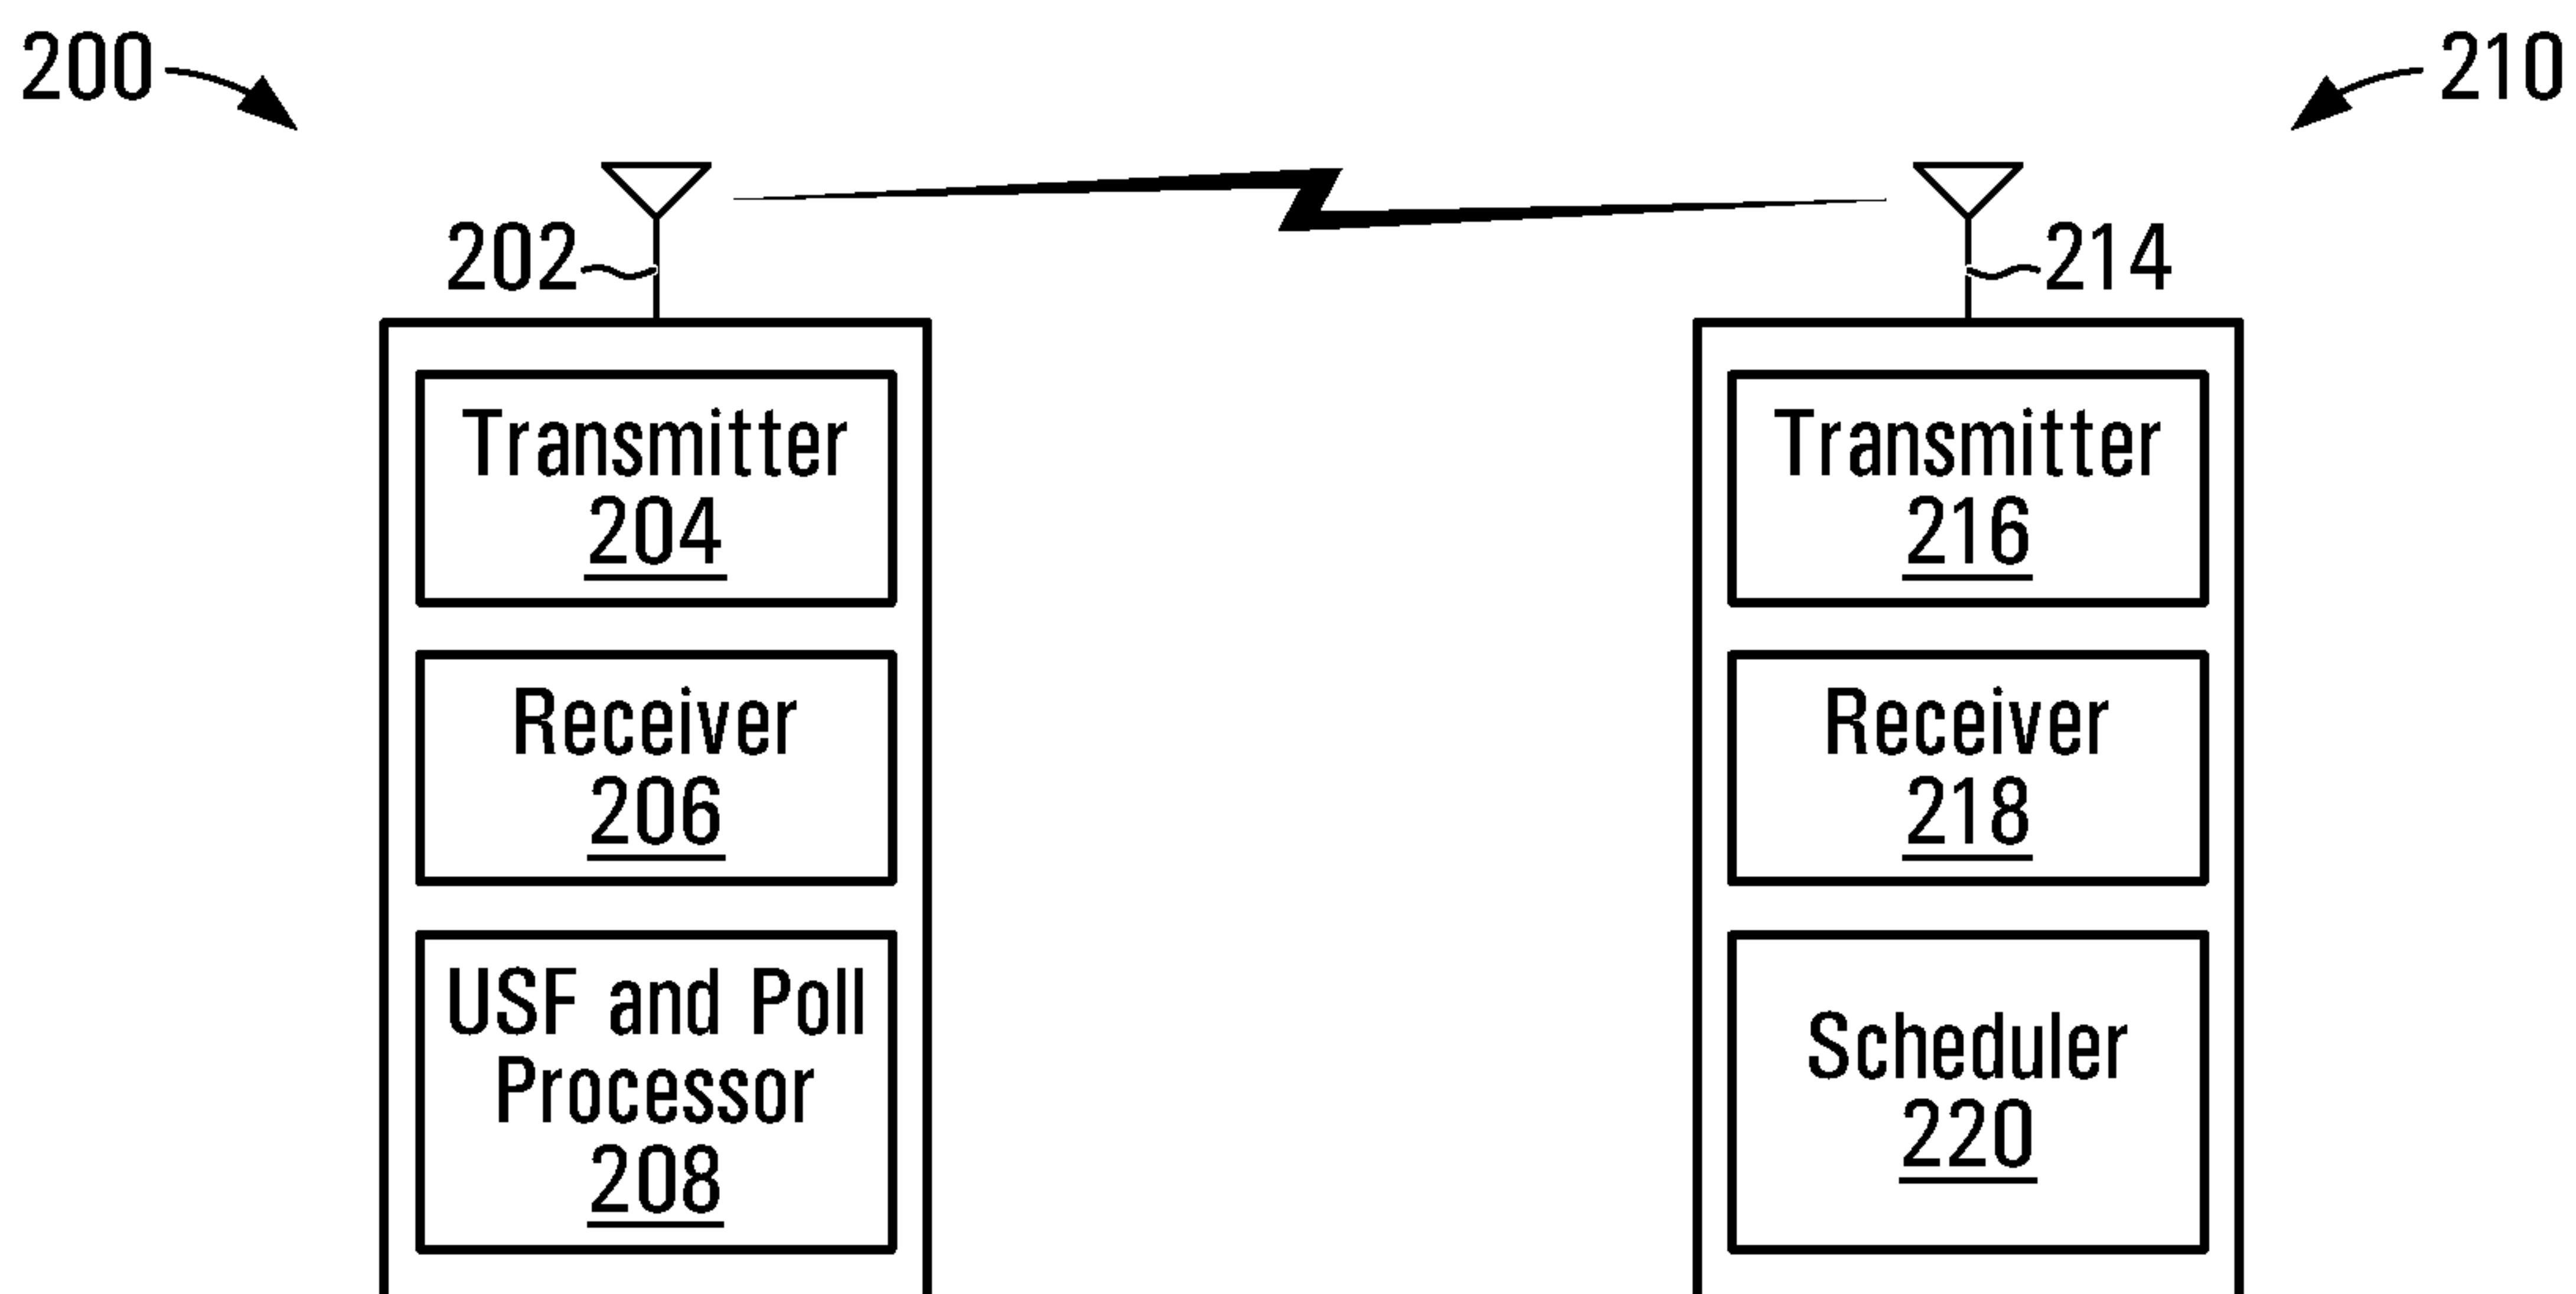 200
210
202
214
Transmitter
204
Transmitter
216
Receiver
206
Receiver
218
USF and Poll
Processor
208
Scheduler
220